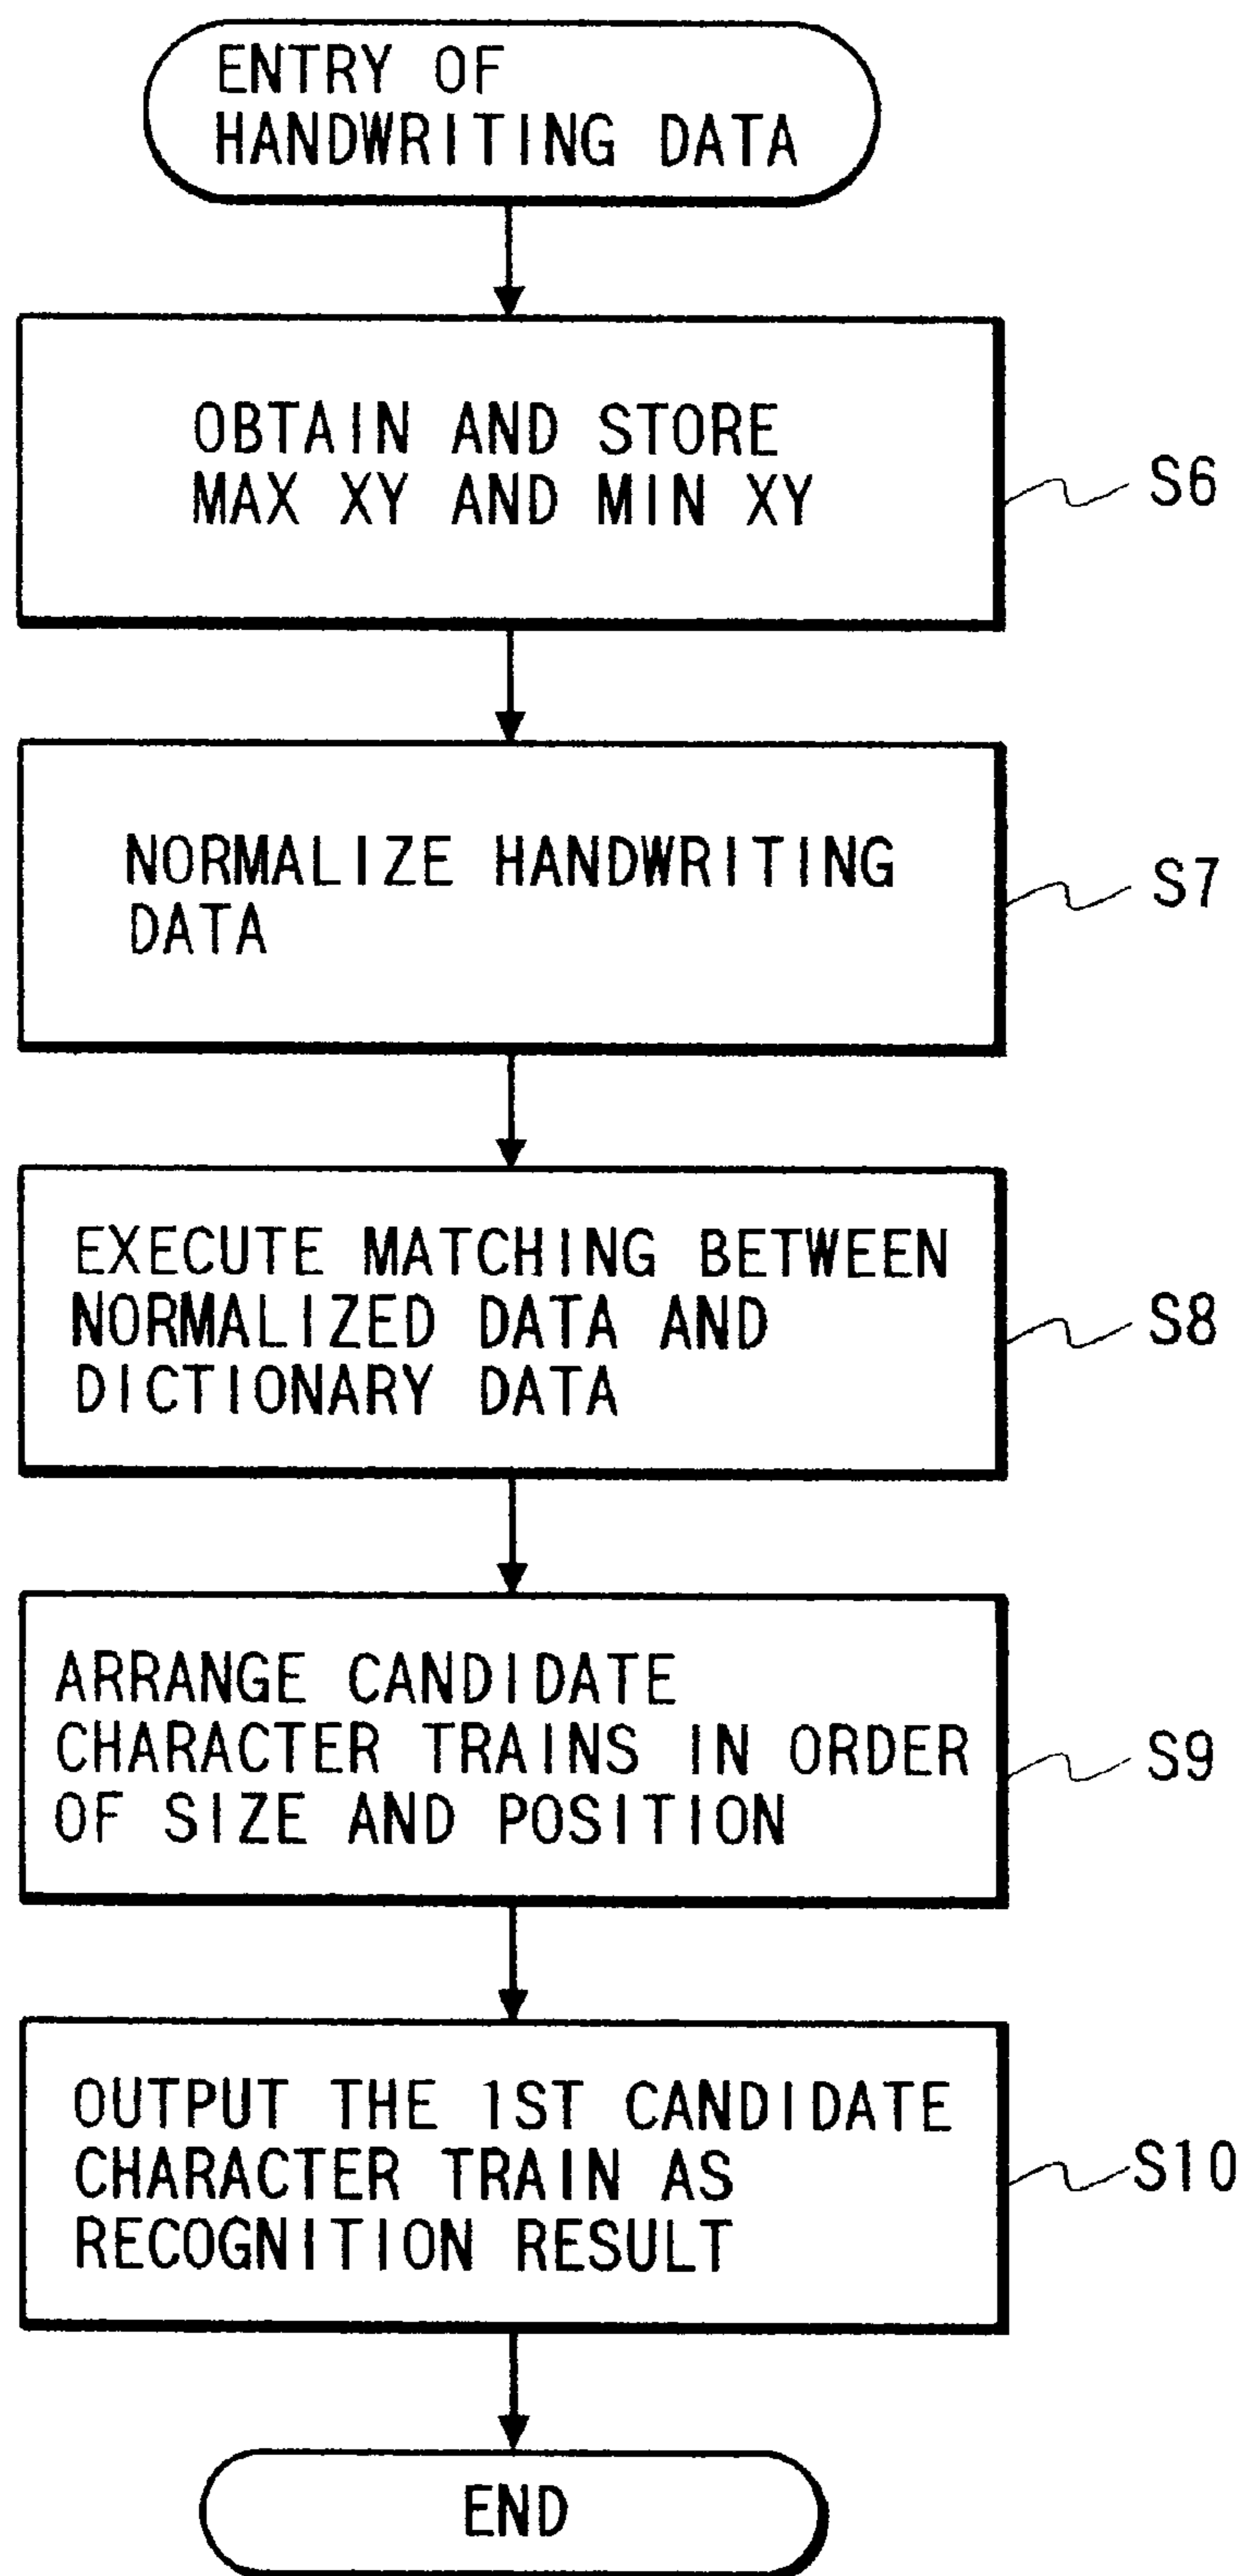 ENTRY OF
HANDWRITING DATA
OBTAIN AND STORE
MAX XY AND MIN XY
S6
NORMALIZE HANDWRITING
DATA
S7
EXECUTE MATCHING BETWEEN
NORMALIZED DATA AND
DICTIONARY DATA
S8
ARRANGE CANDIDATE
CHARACTER TRAINS IN ORDER
OF SIZE AND POSITION
S9
OUTPUT THE 1ST CANDIDATE
CHARACTER TRAIN AS
RECOGNITION RESULT
S10
END